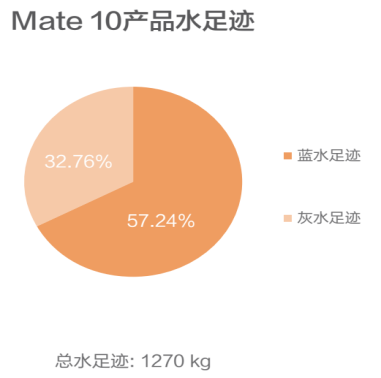 Mate 10产品水足迹
32.76%
蓝水足迹
57.24%
灰水足迹
总水足迹: 1270 kg